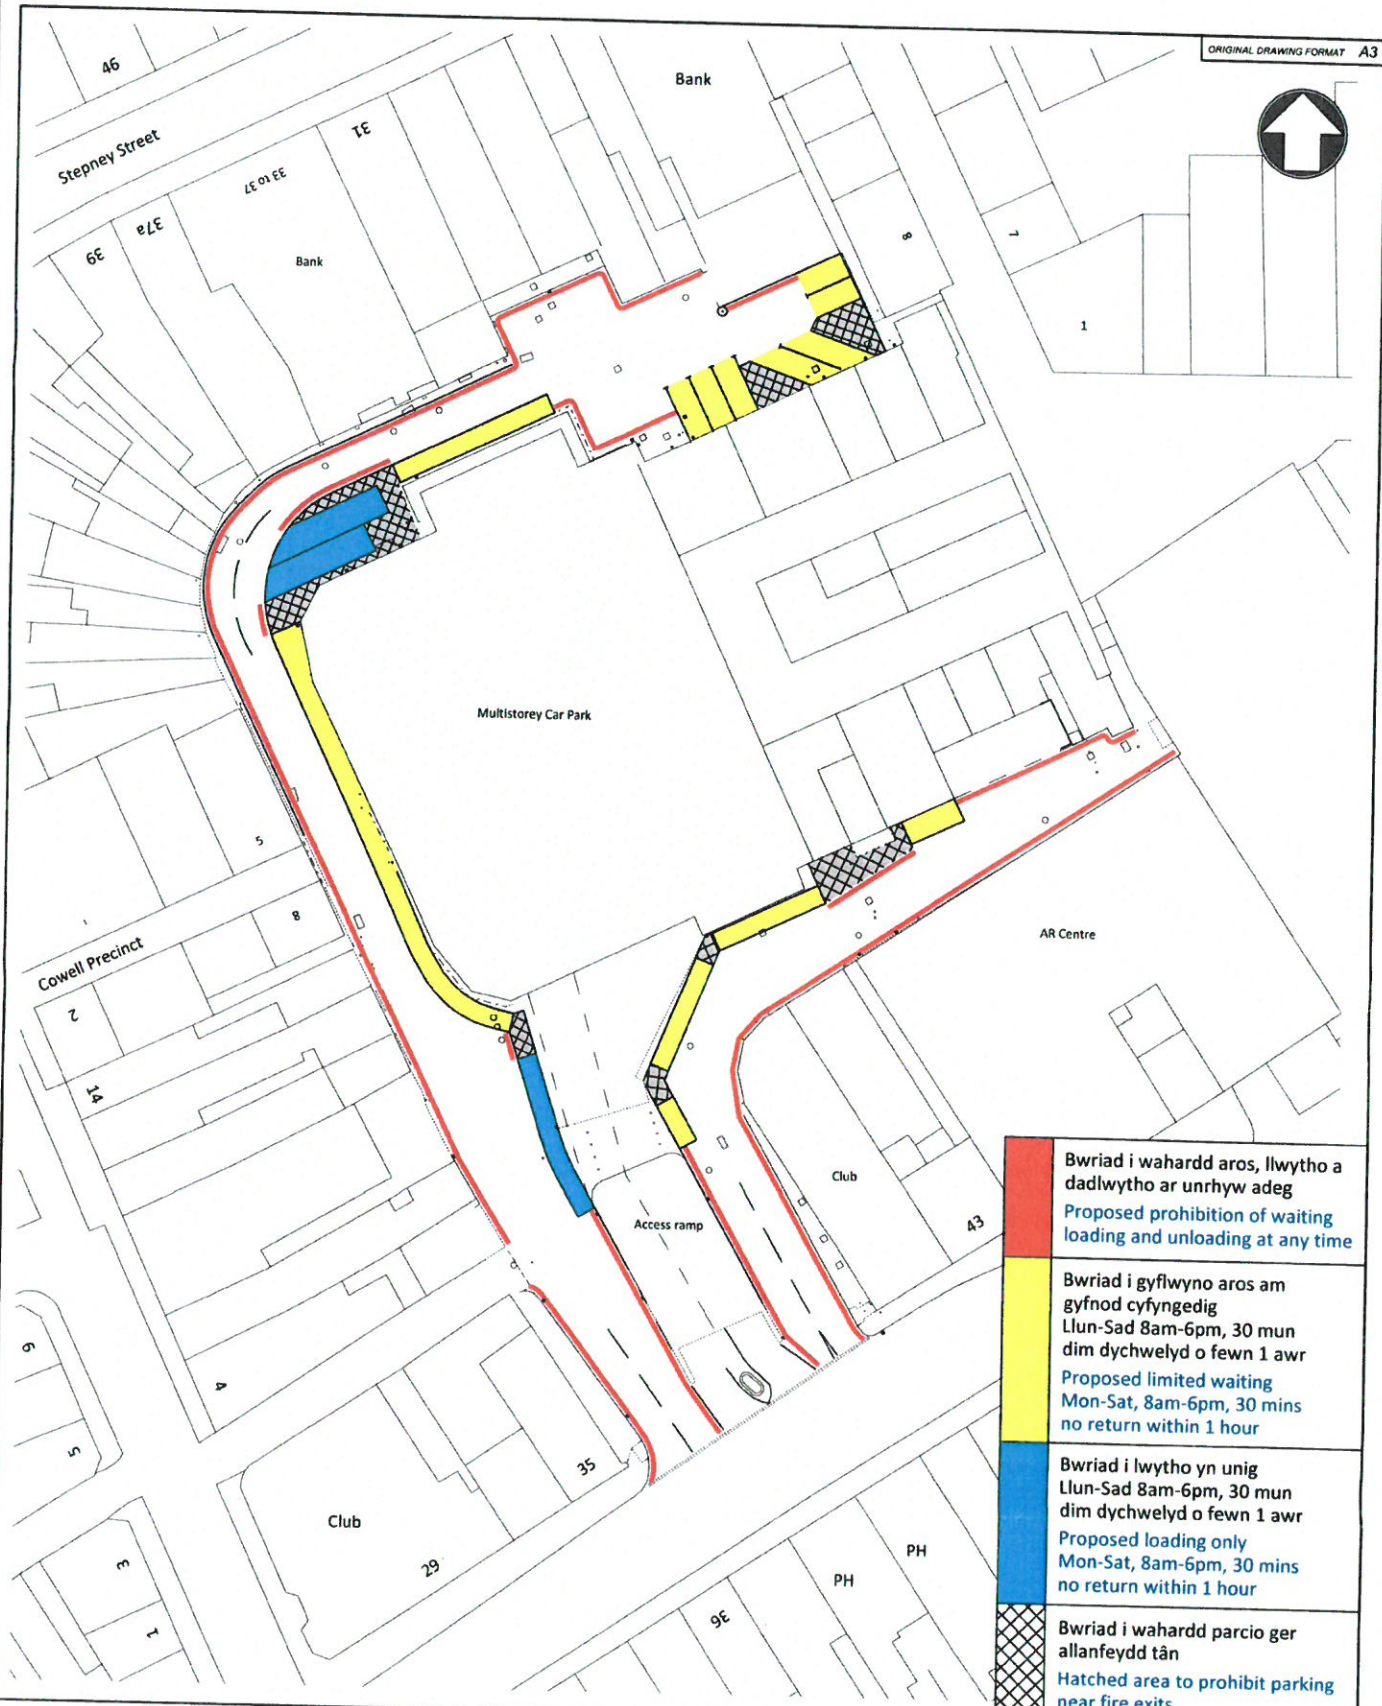 ORIGINAL DRAWING FORMAT A3
46
Bank
Stepney Street
31
33 to 37
37a
39
Bank
8
7
1
Multistorey Car Park
5
8
Cowell Precinct
2
14
AR Centre
Club
43
Access ramp
6
5
4
3
1
35
Club
29
PH
PH
36
Bwriad i wahardd aros, llwytho a
dadlwytho ar unrhyw adeg
Proposed prohibition of waiting
loading and unloading at any time
Bwriad i gyflwyno aros am
gyfnod cyfyngedig
Llun-Sad 8am-6pm, 30 mun
dim dychwelyd o fewn 1 awr
Proposed limited waiting
Mon-Sat, 8am-6pm, 30 mins
no return within 1 hour
Bwriad i lwytho yn unig
Llun-Sad 8am-6pm, 30 mun
dim dychwelyd o fewn 1 awr
Proposed loading only
Mon-Sat, 8am-6pm, 30 mins
no return within 1 hour
Bwriad i wahardd parcio ger
allanfeydd tân
Hatched area to prohibit parking
near fire exits